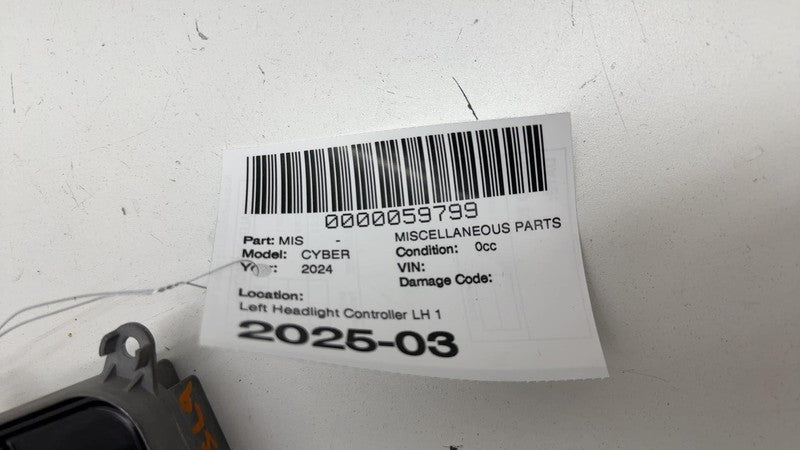 0000059799
Part: MIS - MISCELLANEOUS PARTS
Model: CYBER Condition: 0cc
Year: 2024 VIN:
Damage Code:
Location:
Left Headlight Controller LH 1
2025-03